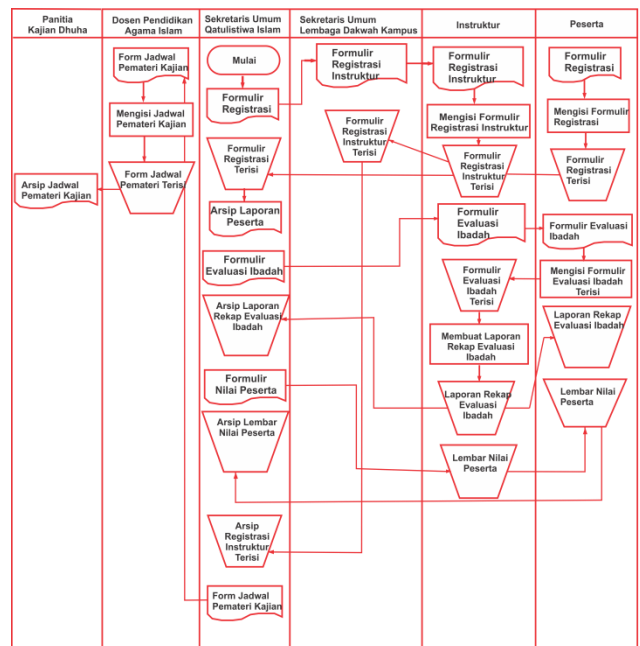 Panitia
Kajian Dhuha
Dosen Pendidikan
Agama Islam
Sekretaris Umum
Qatulistiwa Islam
Sekretaris Umum
Lembaga Dakwah Kampus
Instruktur
Peserta
Arsip Jadwal
Pemateri Kajian
Form Jadwal
Pemateri Kajian
Mengisi Jadwal
Pemateri Kajian
Form Jadwal
Pemateri Terisi
Mulai
Formulir
Registrasi
Formulir
Registrasi
Terisi
Arsip Laporan
Peserta
Formulir
Evaluasi Ibadah
Arsip Laporan
Rekap Evaluasi
Ibadah
Formulir
Nilai Peserta
Arsip Lembar
Nilai Peserta
Arsip
Registrasi
Instruktur
Terisi
Form Jadwal
Pemateri Kajian
Formulir
Registrasi
Instruktur
Formulir
Registrasi
Instruktur
Terisi
Formulir
Registrasi
Instruktur
Mengisi Formulir
Registrasi Instruktur
Formulir
Registrasi
Instruktur
Terisi
Formulir
Evaluasi
Ibadah
Formulir
Evaluasi
Ibadah
Terisi
Membuat Laporan
Rekap Evaluasi
Ibadah
Laporan Rekap
Evaluasi
Ibadah
Lembar Nilai
Peserta
Formulir
Registrasi
Mengisi Formulir
Registrasi
Formulir
Registrasi
Terisi
Formulir Evaluasi
Ibadah
Mengisi Formulir
Evaluasi Ibadah
Terisi
Laporan Rekap
Evaluasi Ibadah
Lembar Nilai
Peserta